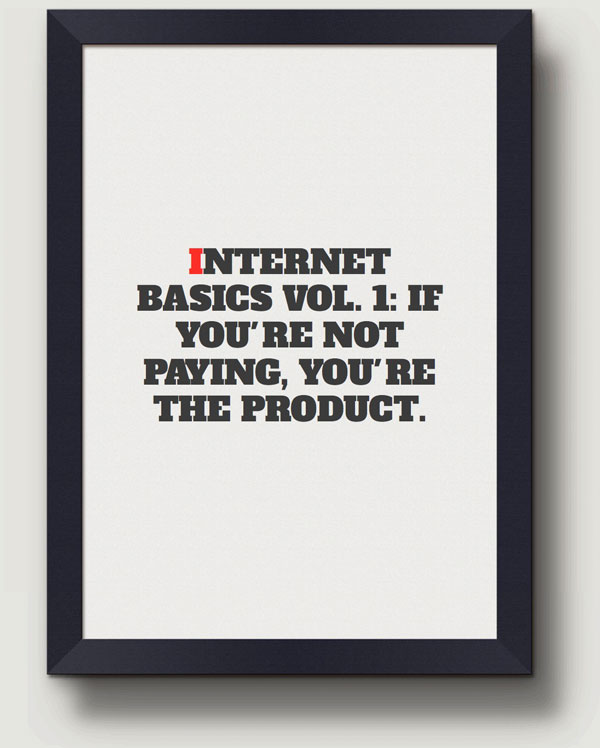 INTERNET
BASICS VOL. 1: IF
YOU'RE NOT
PAYING, YOU'RE
THE PRODUCT.